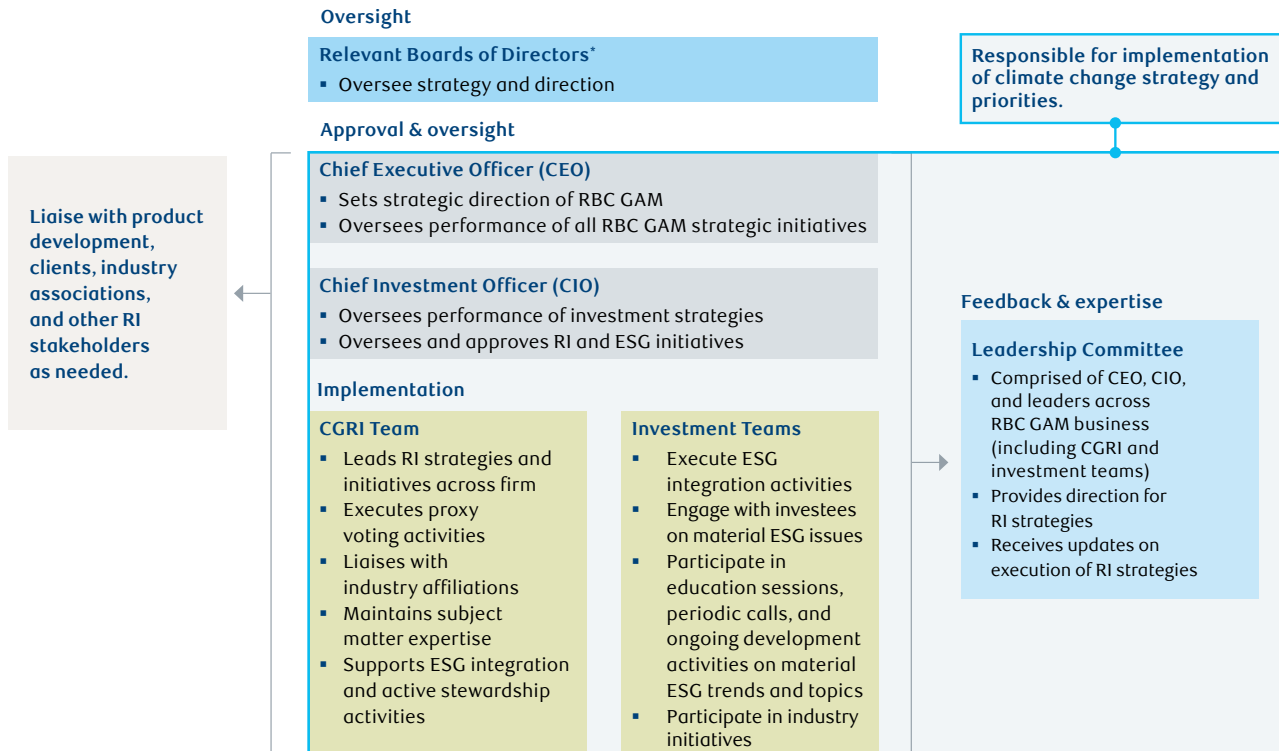 Oversight
Relevant Boards of Directors*
▪ Oversee strategy and direction
Responsible for implementation
of climate change strategy and
priorities.
Approval & oversight
Chief Executive Officer (CEO)
▪ Sets strategic direction of RBC GAM
▪ Oversees performance of all RBC GAM strategic initiatives
Liaise with product
development,
clients, industry
associations,
and other RI
stakeholders
as needed.
Chief Investment Officer (CIO)
▪ Oversees performance of investment strategies
▪ Oversees and approves RI and ESG initiatives
Implementation
CGRI Team
▪ Leads RI strategies and
initiatives across firm
▪ Executes proxy
voting activities
▪ Liaises with
industry affiliations
▪ Maintains subject
matter expertise
▪ Supports ESG integration
and active stewardship
activities
Investment Teams
▪ Execute ESG
integration activities
▪ Engage with investees
on material ESG issues
▪ Participate in
education sessions,
periodic calls, and
ongoing development
activities on material
ESG trends and topics
▪ Participate in industry
initiatives
Feedback & expertise
Leadership Committee
▪ Comprised of CEO, CIO,
and leaders across
RBC GAM business
(including CGRI and
investment teams)
▪ Provides direction for
RI strategies
▪ Receives updates on
execution of RI strategies